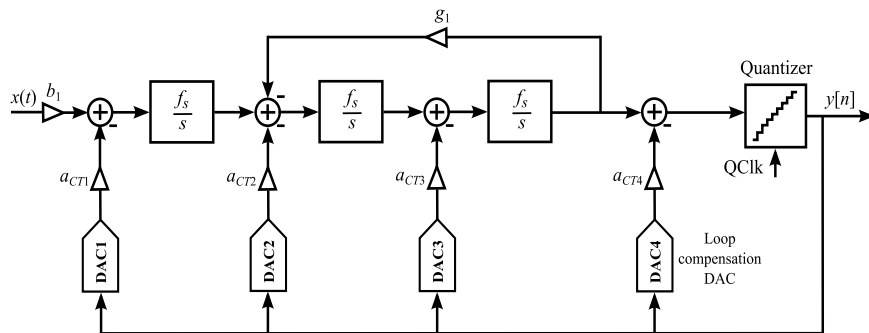 g1
x(t) b1
fs
s
fs
s
fs
s
Quantizer
y[n]
QClk
aCT1
aCT2
aCT3
aCT4
DAC1
DAC2
DAC3
DAC4
Loop
compensation
DAC